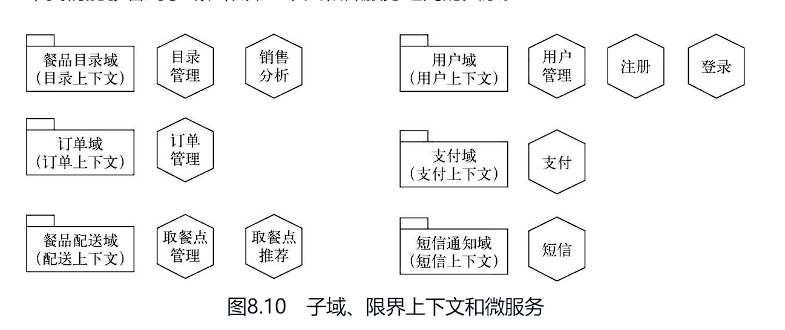 餐品目录域
(目录上下文)
目录
管理
销售
分析
用户域
(用户上下文)
用户
管理
注册
登录
订单域
(订单上下文)
订单
管理
支付域
(支付上下文)
支付
餐品配送域
(配送上下文)
取餐点
管理
取餐点
推荐
短信通知域
(短信上下文)
短信
图8.10 子域、限界上下文和微服务